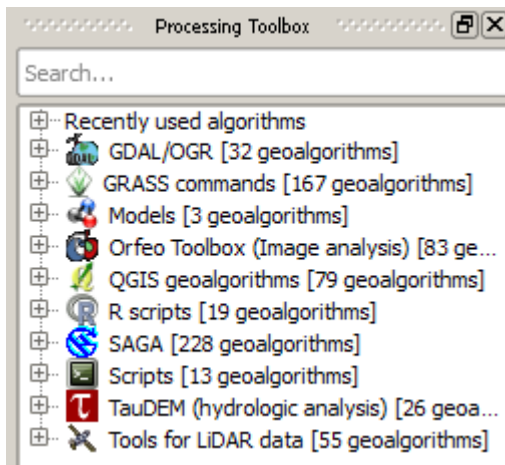 Processing Toolbox
Search...
Recently used algorithms
GDAL/OGR [32 geoalgorithms]
GRASS commands [167 geoalgorithms]
Models [3 geoalgorithms]
Orfeo Toolbox (Image analysis) [83 ge...
QGIS geoalgorithms [79 geoalgorithms]
R scripts [19 geoalgorithms]
SAGA [228 geoalgorithms]
Scripts [13 geoalgorithms]
TauDEM (hydrologic analysis) [26 geoa...
Tools for LiDAR data [55 geoalgorithms]